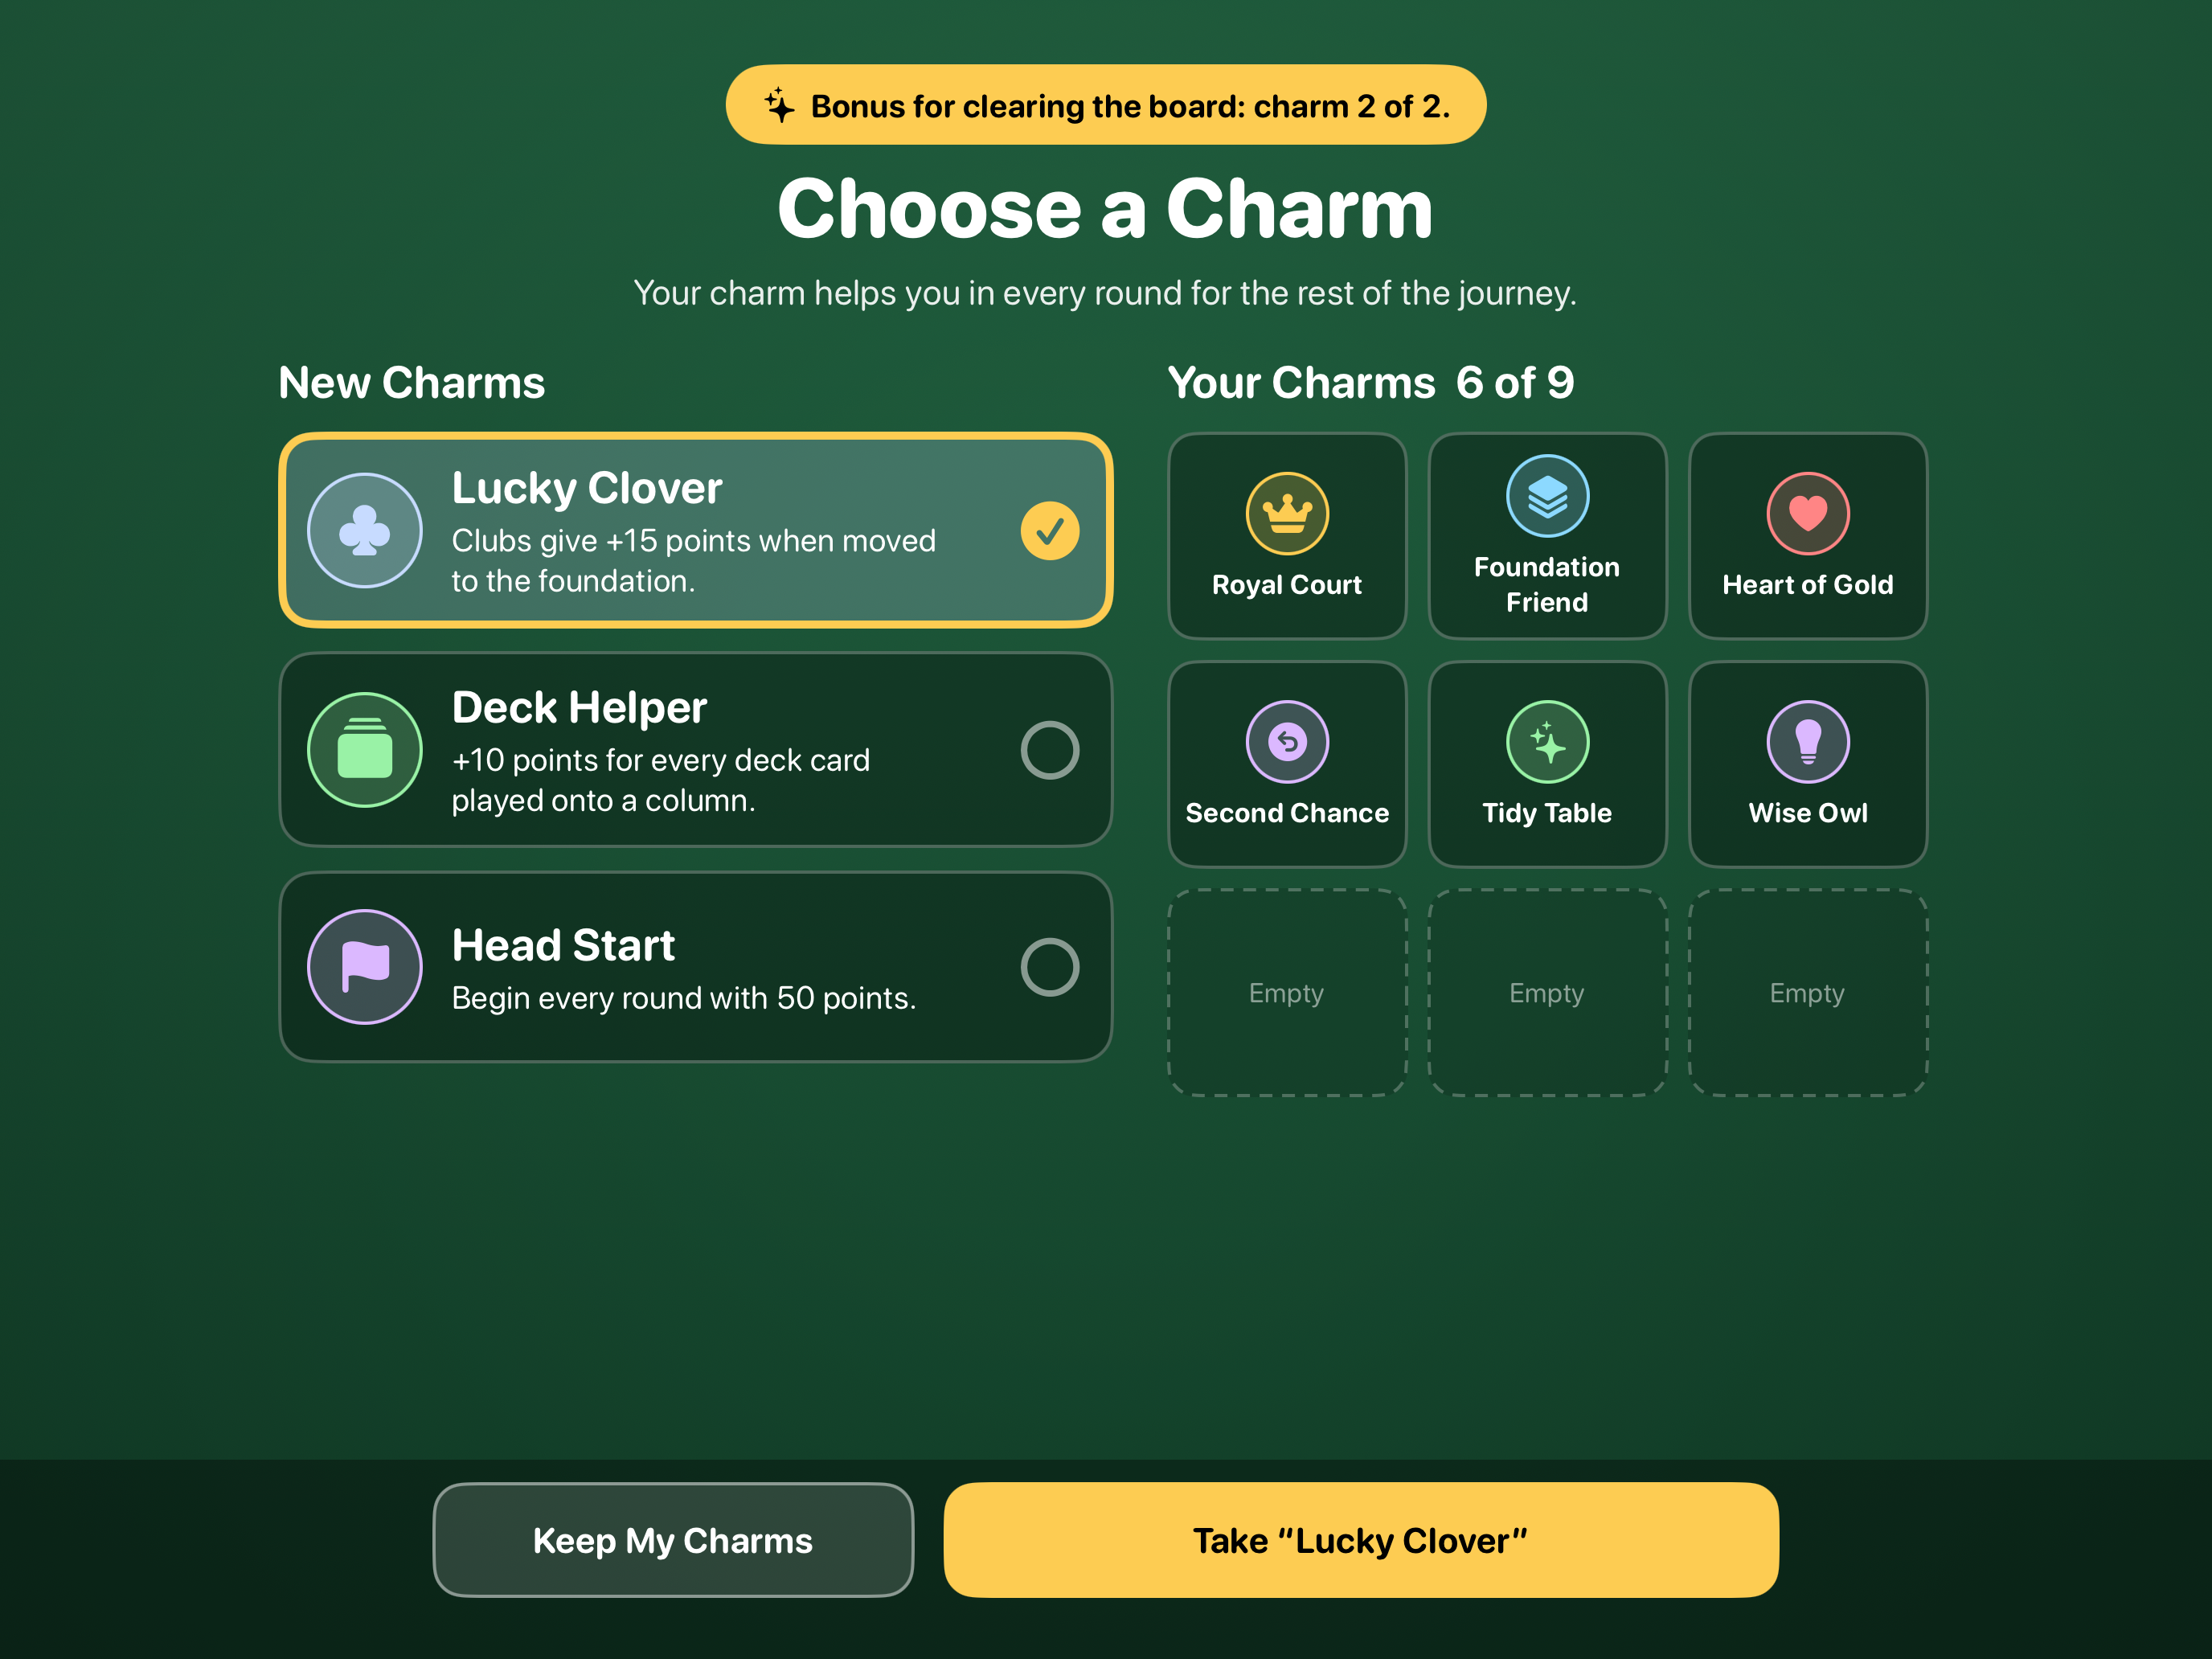 Bonus for clearing the board: charm 2 of 2.
Choose a Charm
Your charm helps you in every round for the rest of the journey.
New Charms
Lucky Clover
Clubs give +15 points when moved
to the foundation.
Deck Helper
+10 points for every deck card
played onto a column.
Head Start
Begin every round with 50 points.
Your Charms 6 of 9
Royal Court
Foundation
Friend
Heart of Gold
Second Chance
Tidy Table
Wise Owl
Empty
Empty
Empty
Keep My Charms
Take “Lucky Clover”